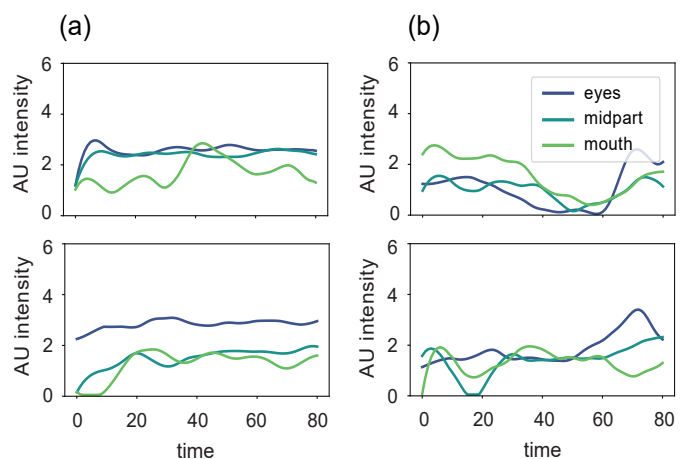 (a) (b)
6 6
eyes
4 4
midpart
mouth
2 2
0 0
AU intensity AU intensity
6 6
4 4
2 2
0 0
AU intensity AU intensity
0 20 40 60 80 0 20 40 60 80
time time